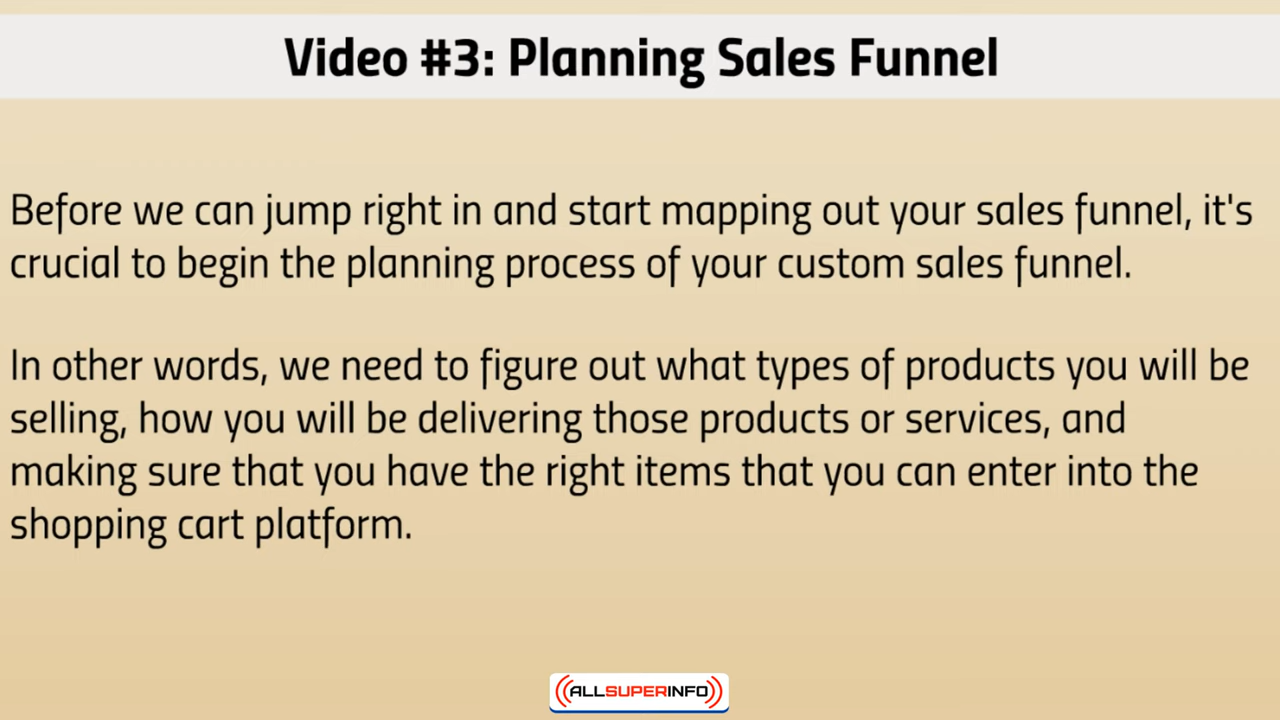 Video #3: Planning Sales Funnel
Before we can jump right in and start mapping out your sales funnel, it's
crucial to begin the planning process of your custom sales funnel.
In other words, we need to figure out what types of products you will be
selling, how you will be delivering those products or services, and
making sure that you have the right items that you can enter into the
shopping cart platform.
ALLSUPERINFO